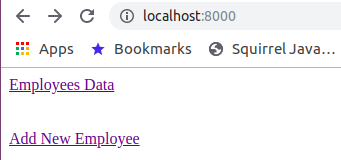 localhost:8000
Apps Bookmarks Squirrel Java...
Employees Data
Add New Employee